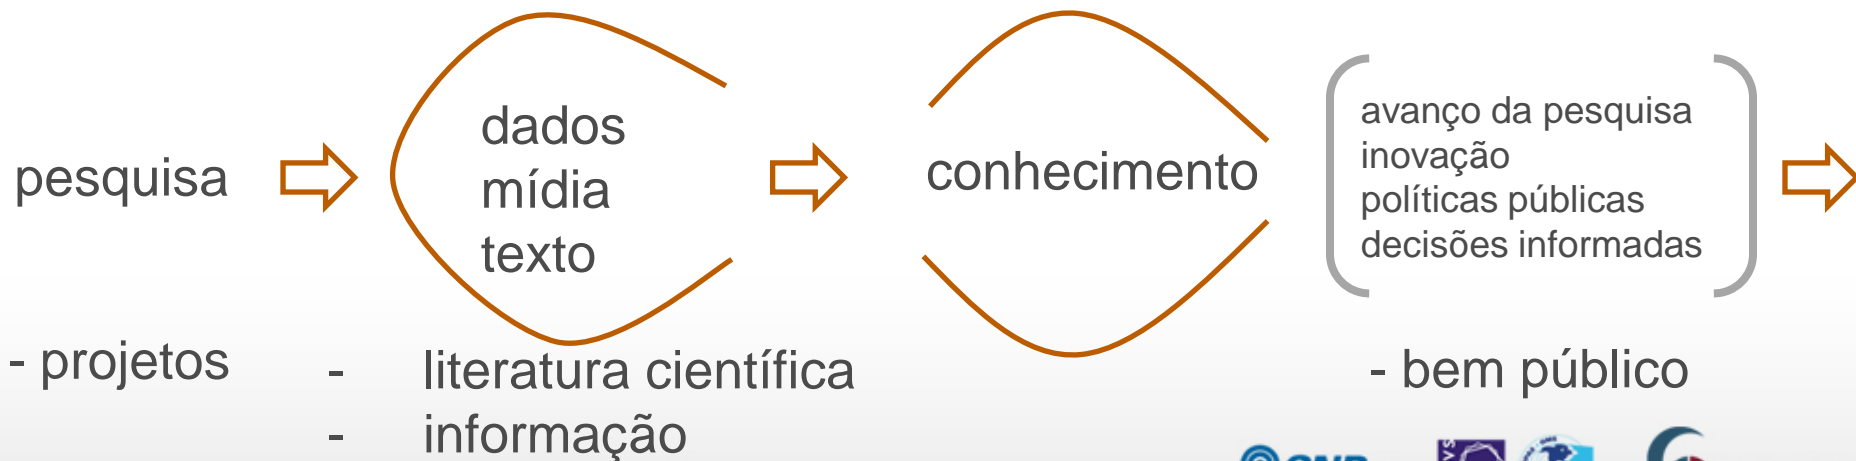 pesquisa
dados
mídia
texto
conhecimento
avanço da pesquisa
inovação
políticas públicas
decisões informadas
- projetos
- literatura científica
- informação
- bem público